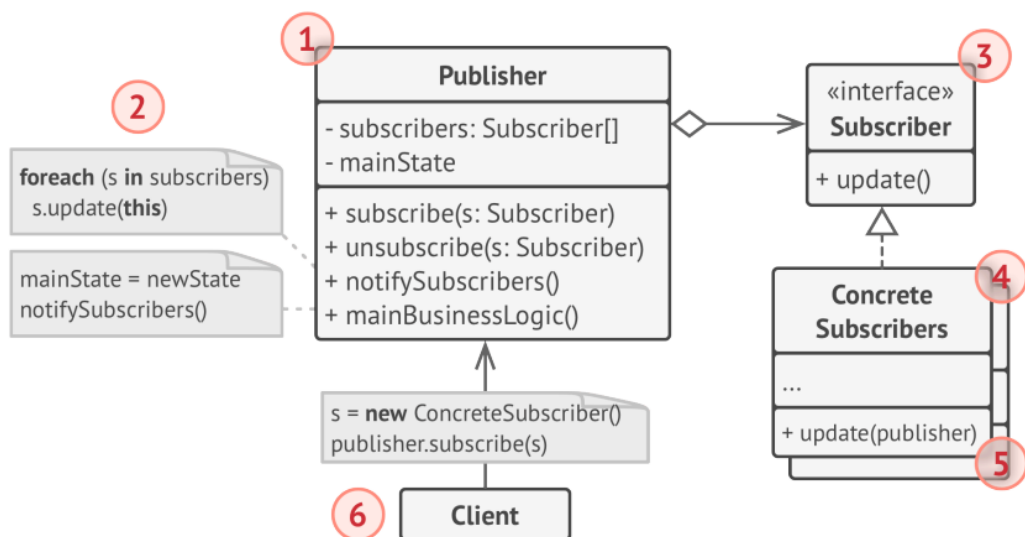 1
Publisher
- subscribers: Subscriber[]
- mainState
+ subscribe(s: Subscriber)
+ unsubscribe(s: Subscriber)
+ notifySubscribers()
+ mainBusinessLogic()
2
foreach (s in subscribers)
s.update(this)
mainState = newState
notifySubscribers()
3
«interface»
Subscriber
+ update()
4
Concrete
Subscribers
...
+ update(publisher)
5
s = new ConcreteSubscriber()
publisher.subscribe(s)
6
Client